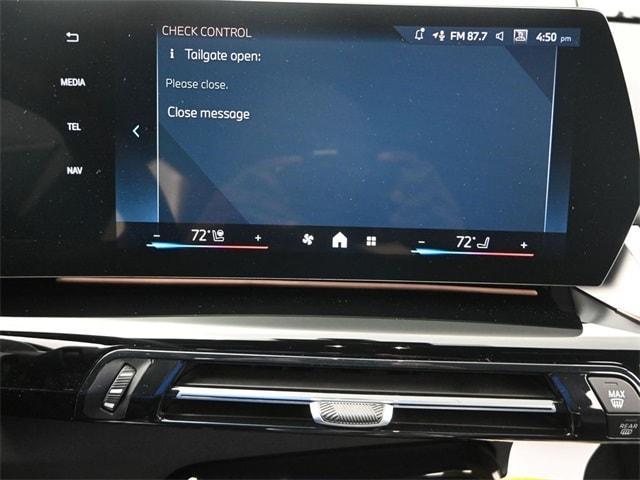 CHECK CONTROL
FM 87.7
4:50 pm
Tailgate open:
MEDIA
Please close.
Close message
TEL
NAV
- 72° +
- 72° +
MAX
REAR